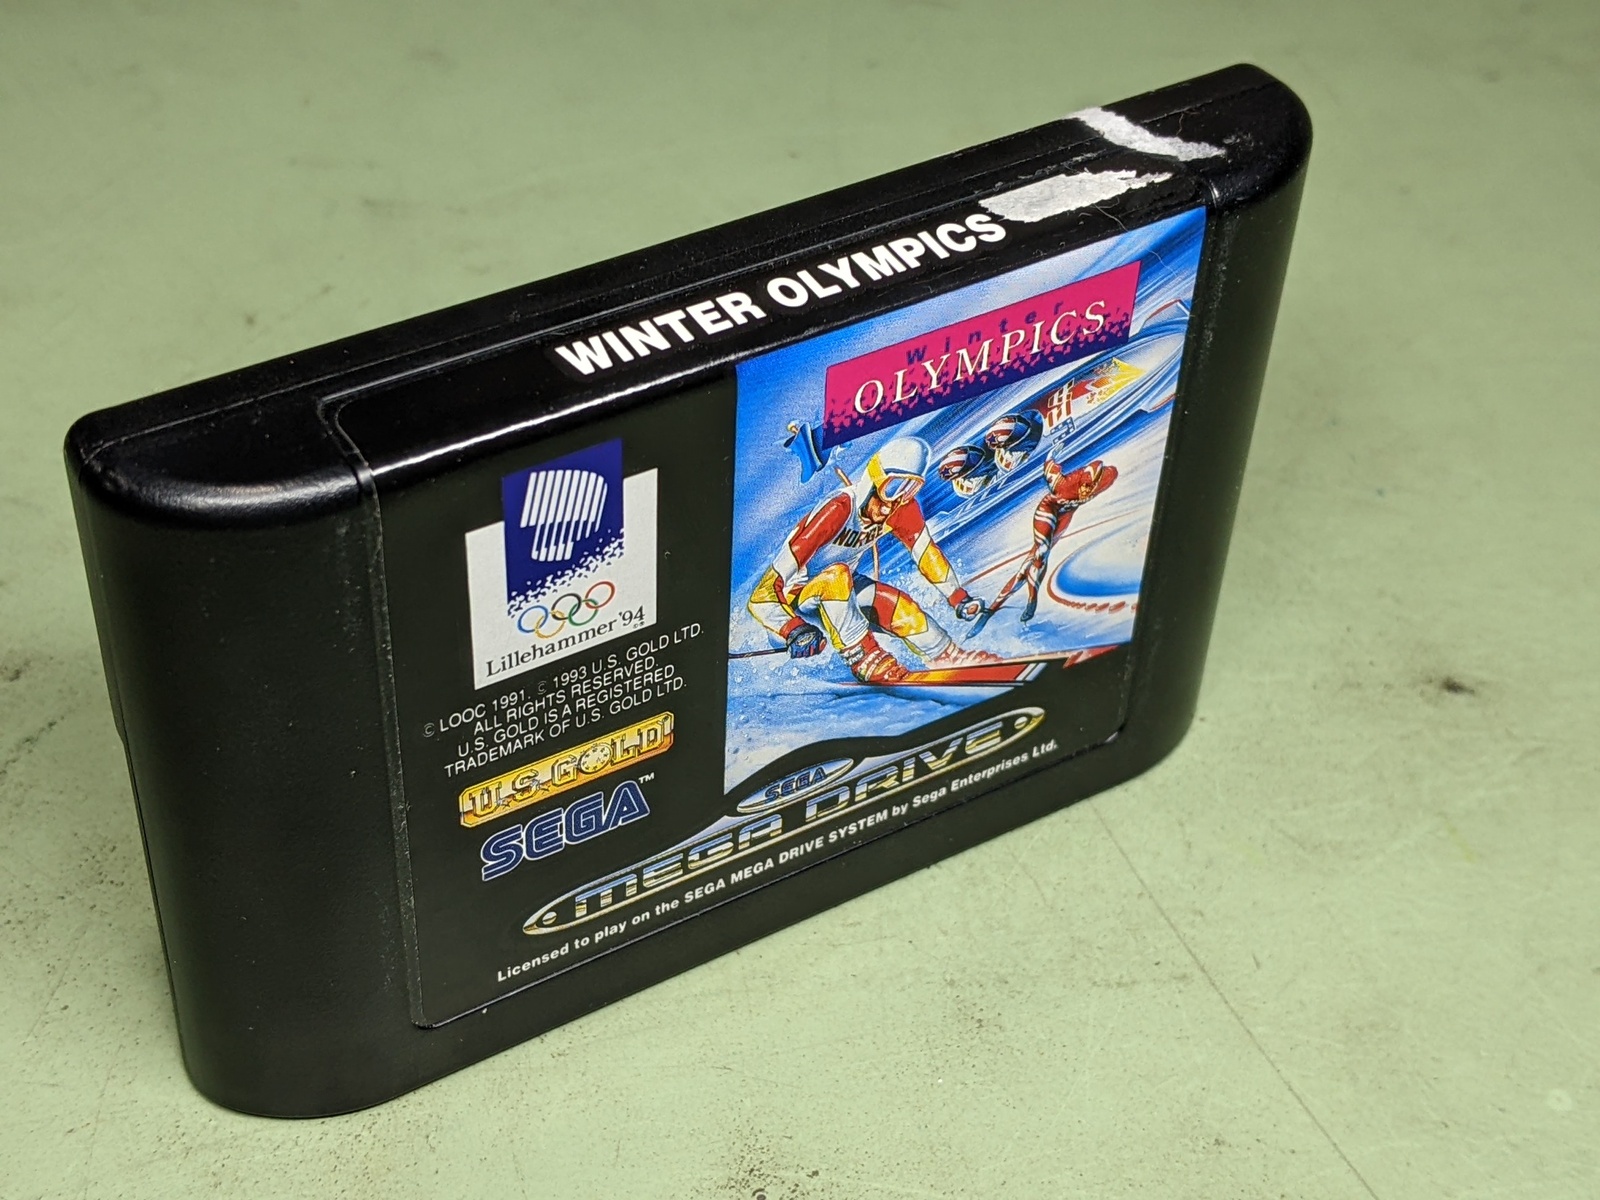 WINTER OLYMPICS
Winter
OLYMPICS
NORGE
Lillehammer '94
© LOOC 1991. © 1993 U.S. GOLD LTD.
ALL RIGHTS RESERVED.
U.S. GOLD IS A REGISTERED
TRADEMARK OF U.S. GOLD LTD.
U.S. GOLD
SEGA™
SEGA
MEGA DRIVE
Licensed to play on the SEGA MEGA DRIVE SYSTEM by Sega Enterprises Ltd.